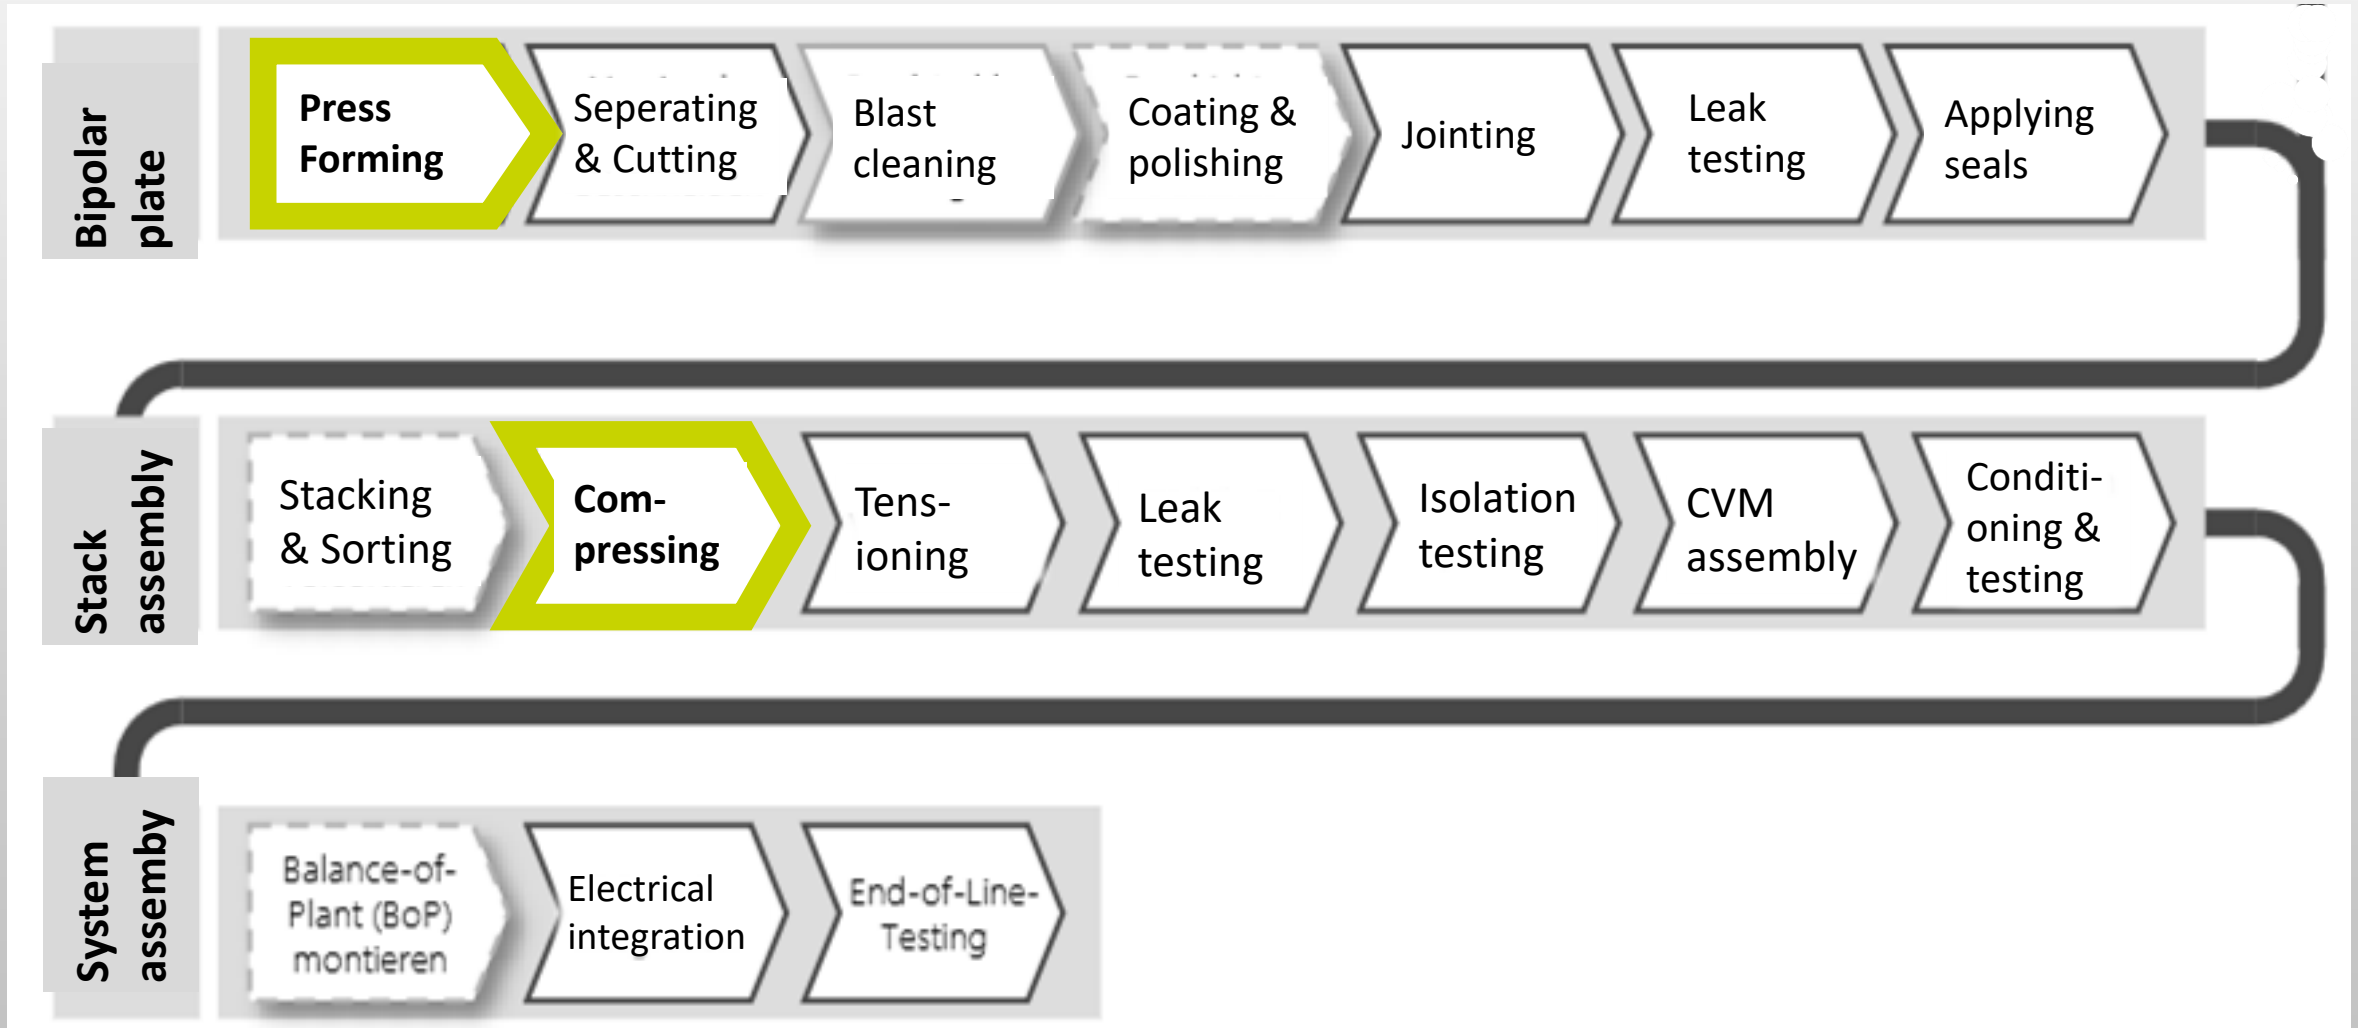 Bipolar
plate
Press
Forming
Seperating
& Cutting
Blast
cleaning
Coating &
polishing
Jointing
Leak
testing
Applying
seals
Stack
assembly
Stacking
& Sorting
Com-
pressing
Tens-
ioning
Leak
testing
Isolation
testing
CVM
assembly
Conditi-
oning &
testing
System
assemby
Balance-of-
Plant (BoP)
montieren
Electrical
integration
End-of-Line-
Testing